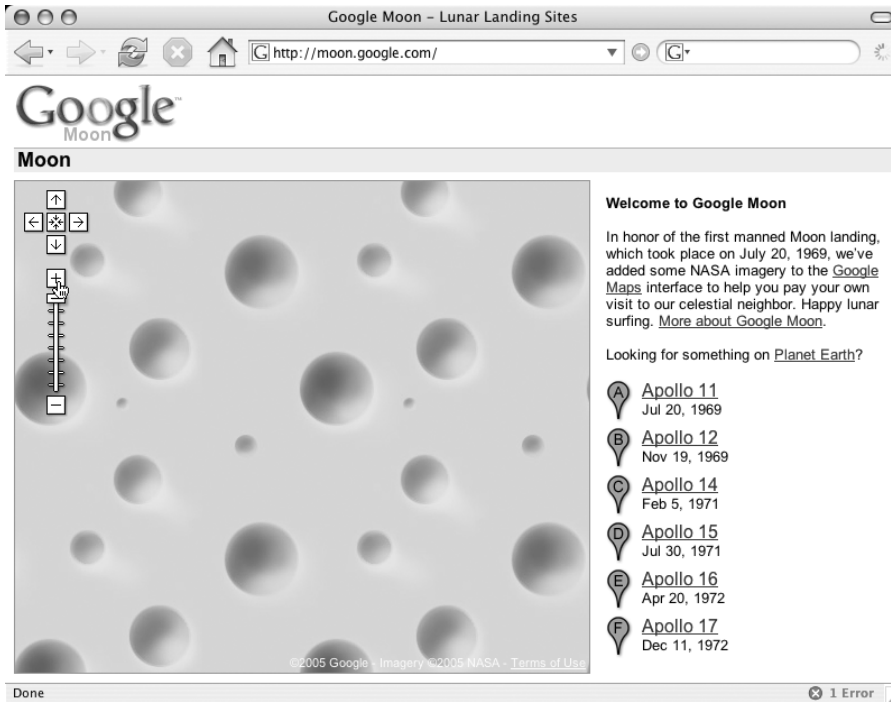 Google Moon – Lunar Landing Sites
G http://moon.google.com/
G
Google™
Moon
Moon
Welcome to Google Moon
In honor of the first manned Moon landing,
which took place on July 20, 1969, we've
added some NASA imagery to the Google
Maps interface to help you pay your own
visit to our celestial neighbor. Happy lunar
surfing. More about Google Moon.
Looking for something on Planet Earth?
A Apollo 11
Jul 20, 1969
B Apollo 12
Nov 19, 1969
C Apollo 14
Feb 5, 1971
D Apollo 15
Jul 30, 1971
E Apollo 16
Apr 20, 1972
F Apollo 17
Dec 11, 1972
©2005 Google - Imagery ©2005 NASA - Terms of Use
Done
1 Error